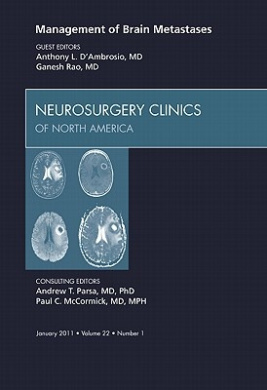 Management of Brain Metastases
GUEST EDITORS
Anthony L. D'Ambrosio, MD
Ganesh Rao, MD
NEUROSURGERY CLINICS
OF NORTH AMERICA
CONSULTING EDITORS
Andrew T. Parsa, MD, PhD
Paul C. McCormick, MD, MPH
January 2011 • Volume 22 • Number 1